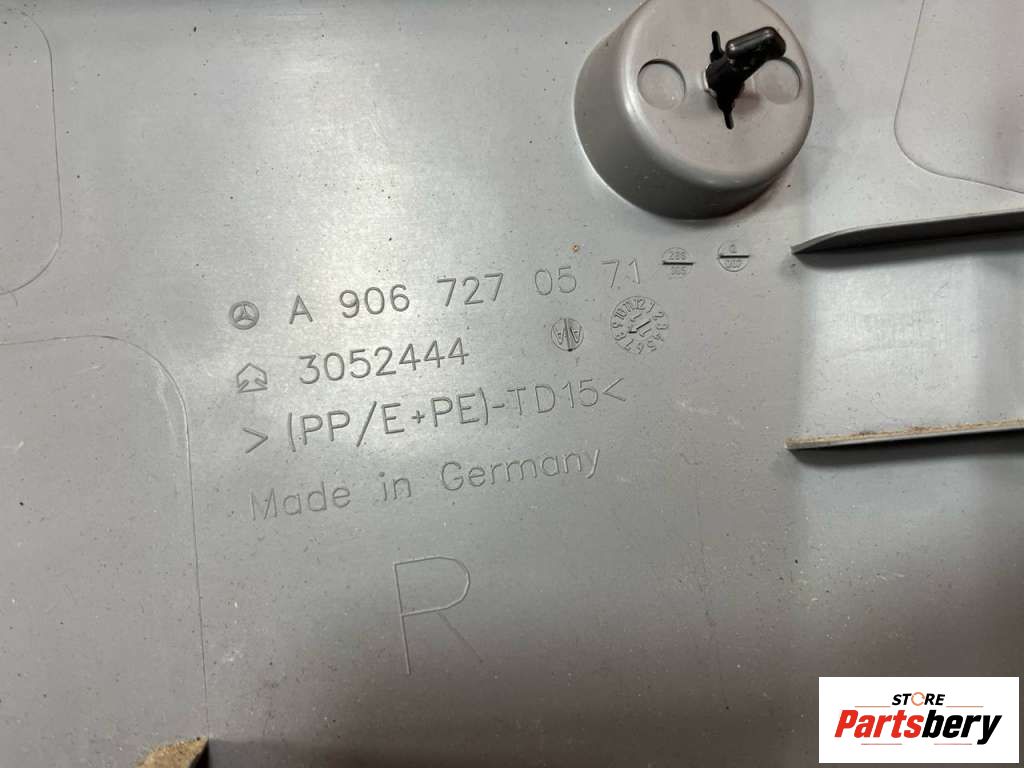 A 906 727 05 71
3052444
>(PP/E+PE)-TD15<
Made in Germany
R
STORE
Partsbery